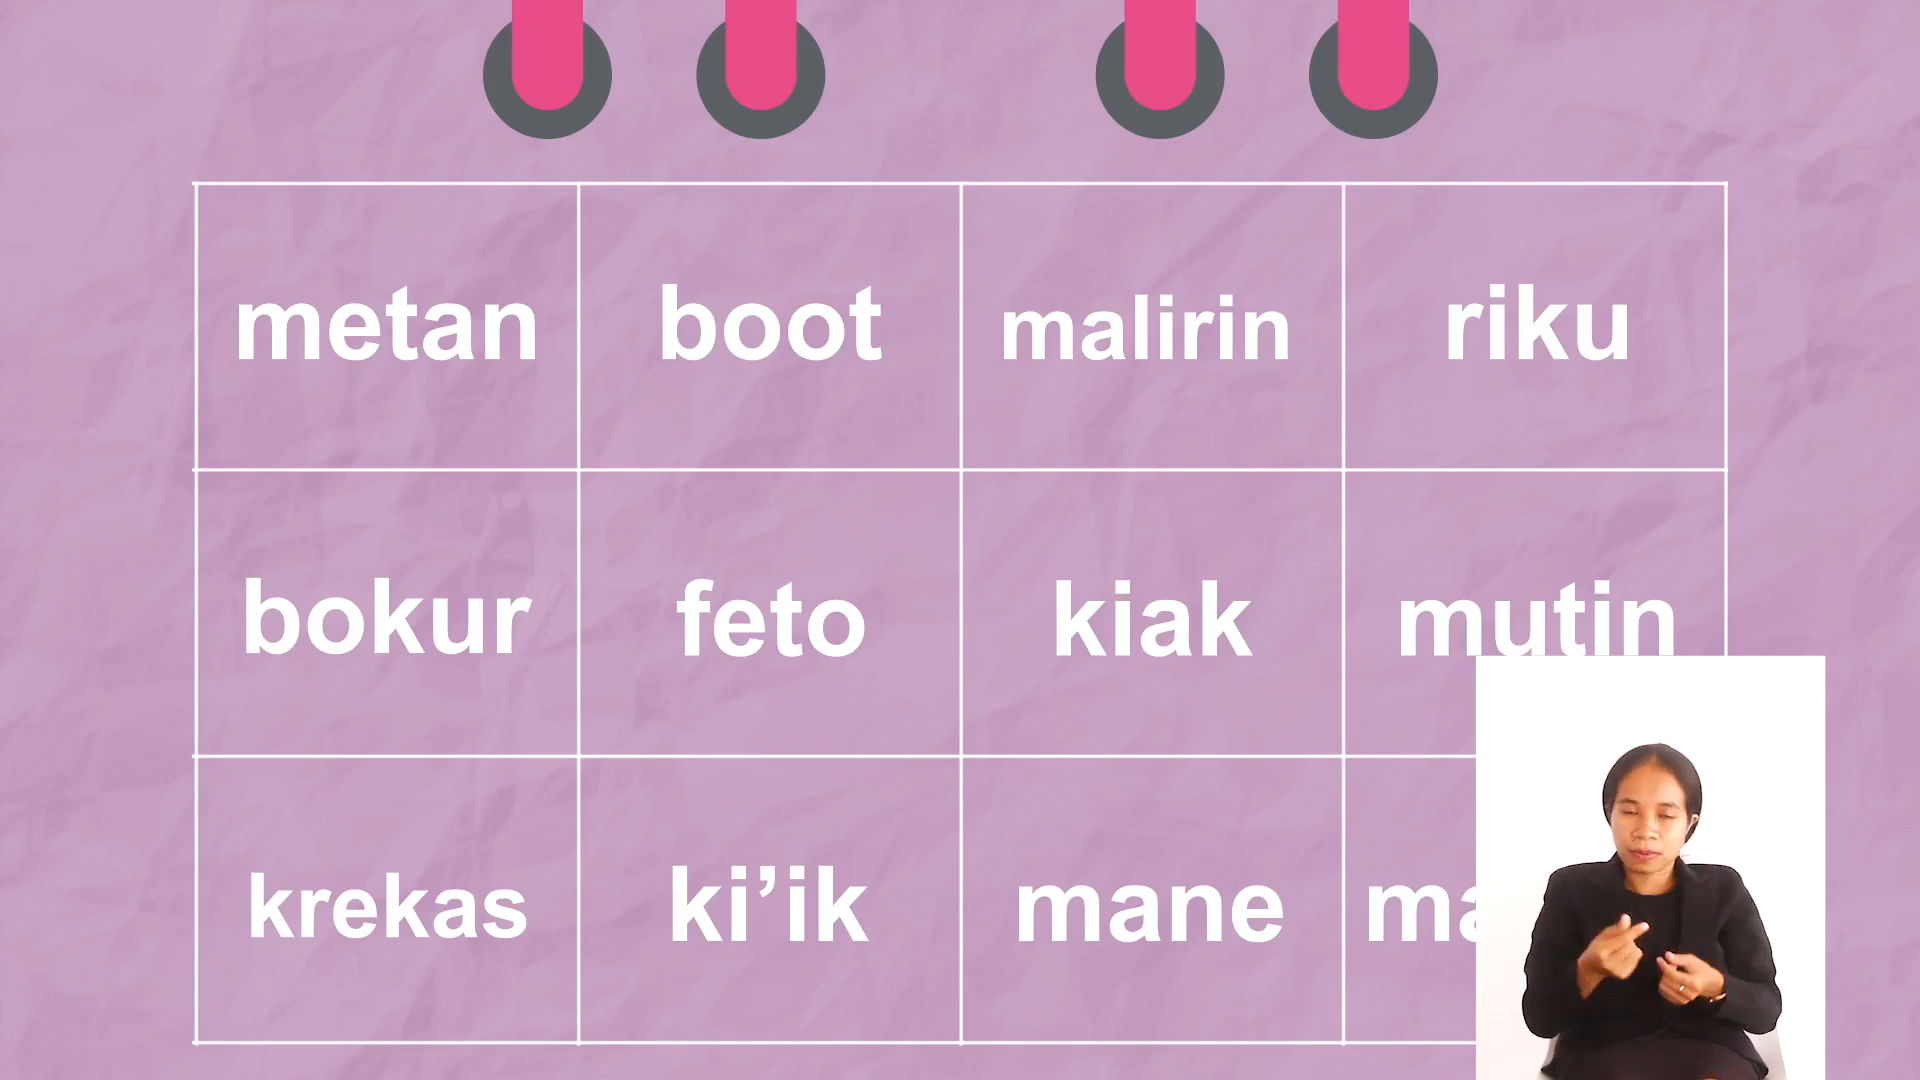 metan boot malirin riku
bokur feto kiak mutin
krekas ki’ik mane